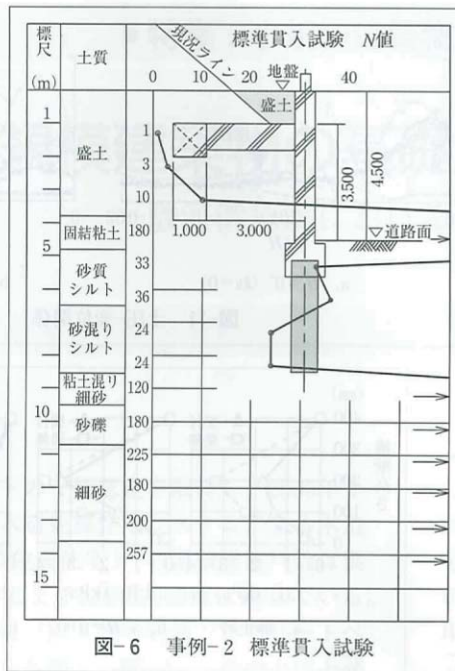 標尺
(m)
土質
標準貫入試験 N値
0 10 20 40
現況ライン
地盤
盛土
1
5
10
15
盛土
固結粘土
砂質
シルト
砂混り
シルト
粘土混り
細砂
砂礫
細砂
1
3
10
180
33
36
24
24
120
180
225
180
200
257
1,000 3,000
3,500
4,500
道路面
図-6 事例-2 標準貫入試験